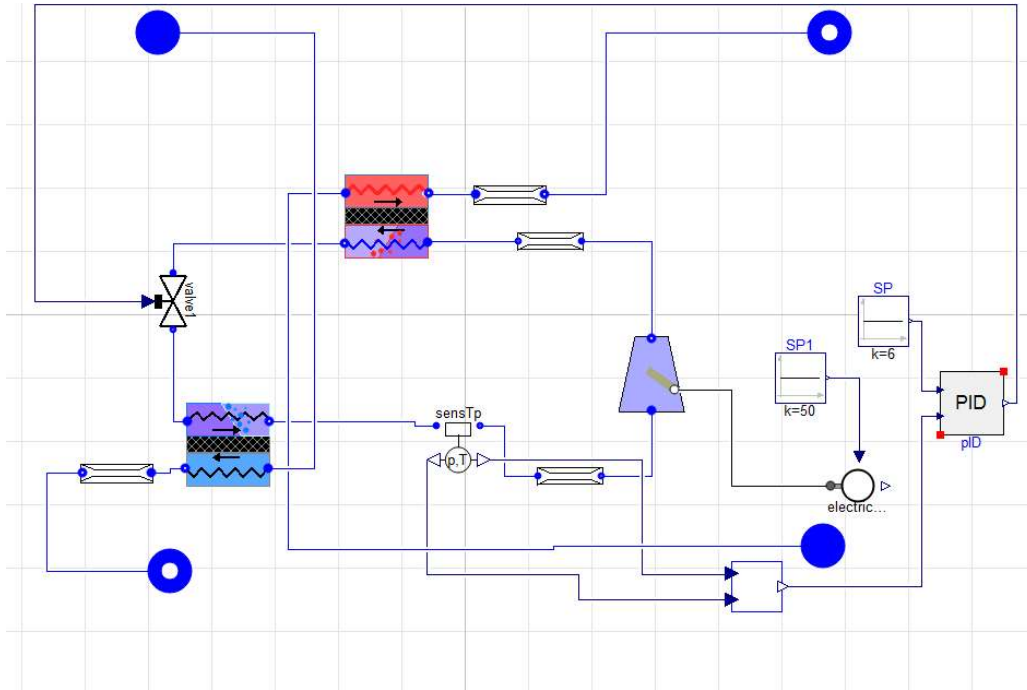 valve1
SP
k=6
SP1
k=50
PID
pID
sensTp
p,T
electric...